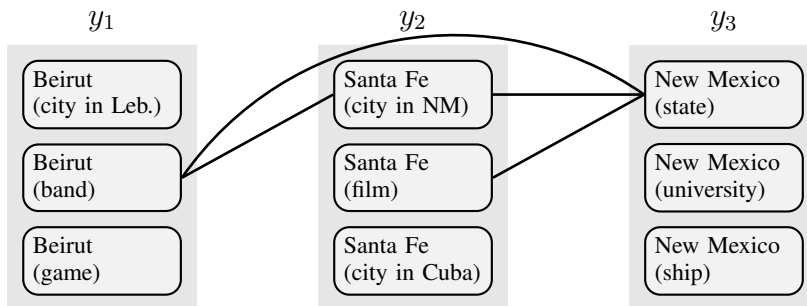 y1
y2
y3
Beirut
(city in Leb.)
Santa Fe
(city in NM)
New Mexico
(state)
Beirut
(band)
Santa Fe
(film)
New Mexico
(university)
Beirut
(game)
Santa Fe
(city in Cuba)
New Mexico
(ship)